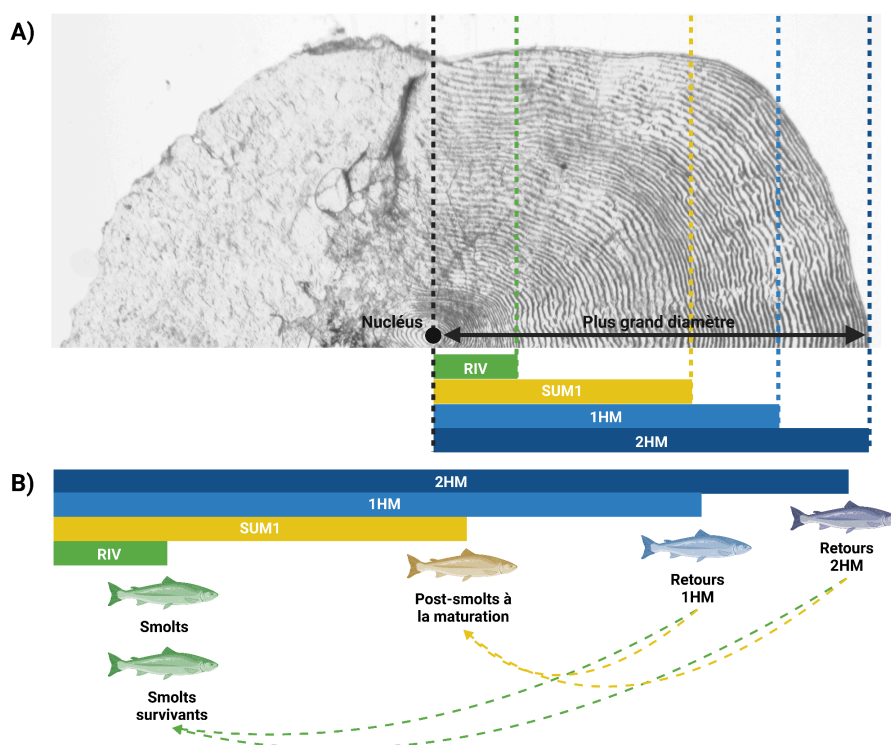 A)
Nucléus
Plus grand diamètre
RIV
SUM1
1HM
2HM
B)
2HM
1HM
SUM1
RIV
Smolts
Smolts
survivants
Post-smolts à
la maturation
Retours
1HM
Retours
2HM